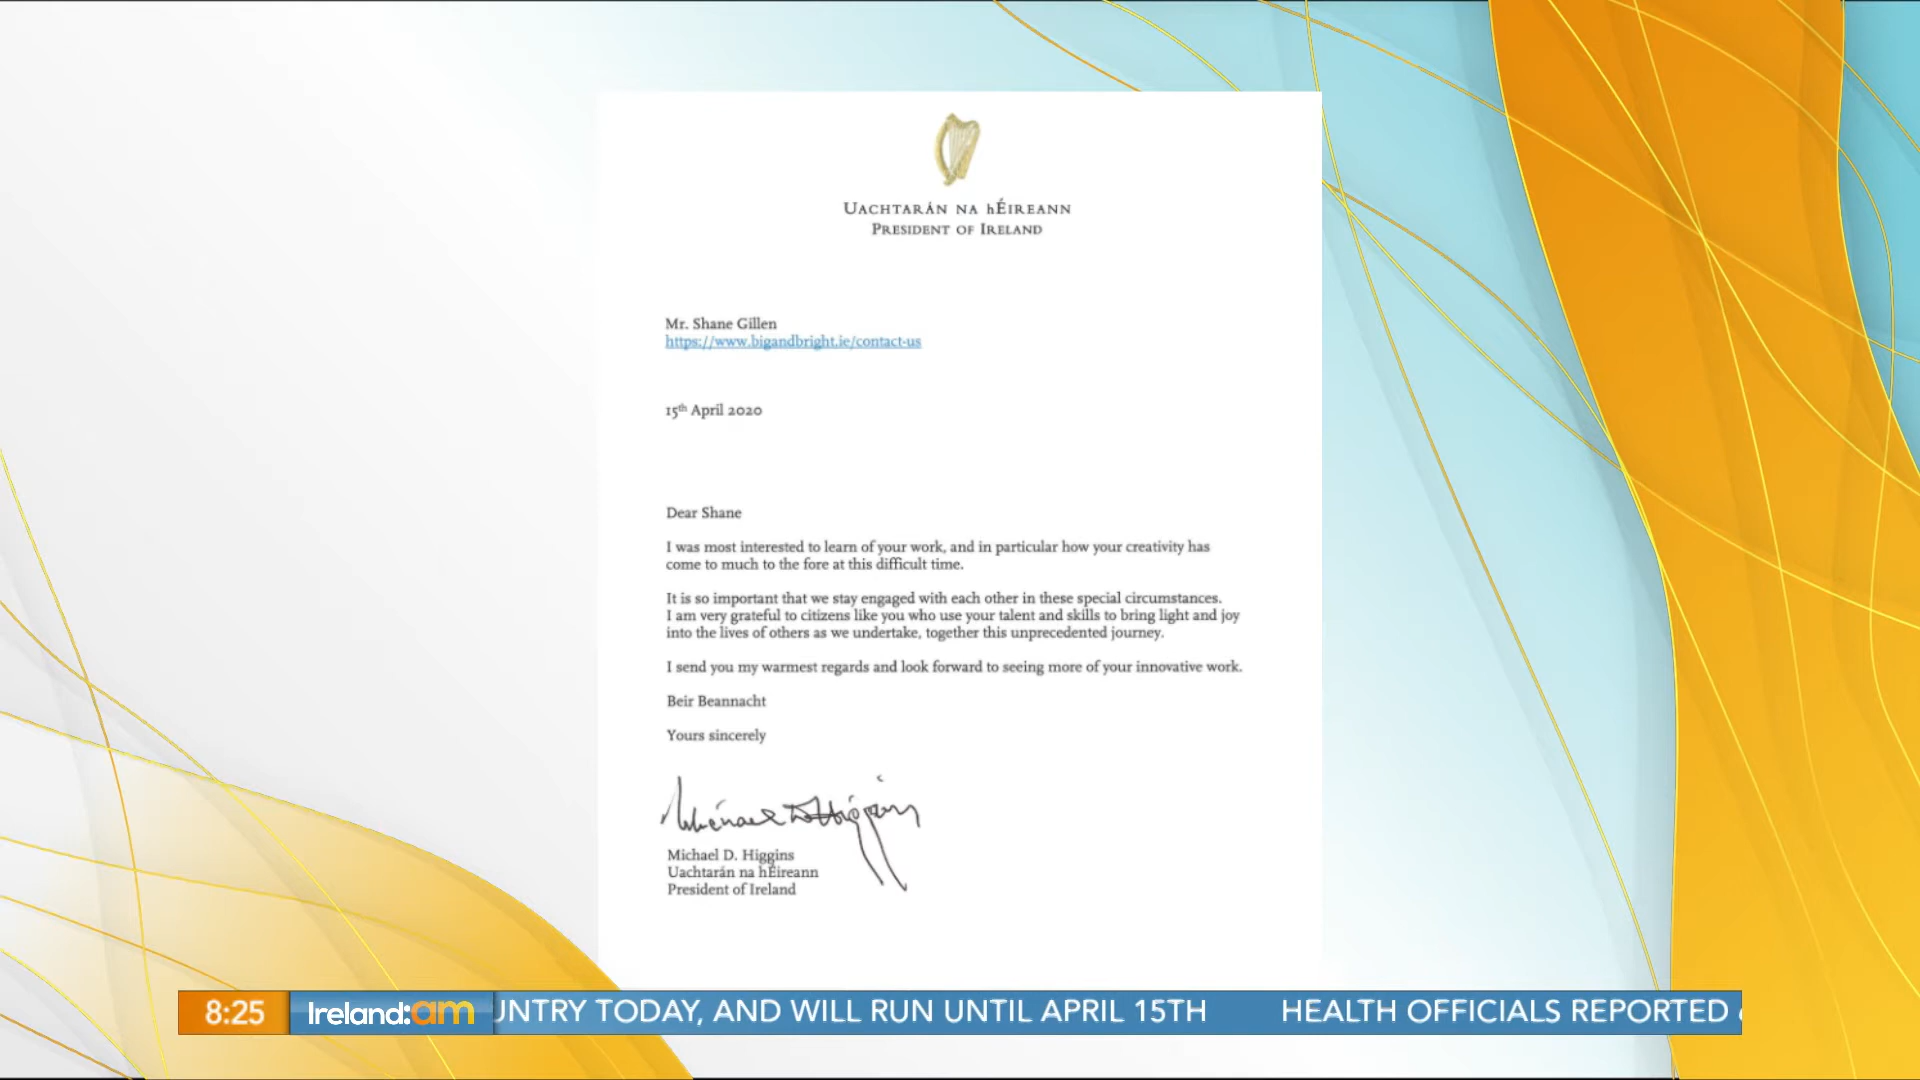 Uachtarán na hÉireann
President of Ireland
Mr. Shane Gillen
https://www.bigandbright.ie/contact-us
15th April 2020
Dear Shane
I was most interested to learn of your work, and in particular how your creativity has
come to much to the fore at this difficult time.
It is so important that we stay engaged with each other in these special circumstances.
I am very grateful to citizens like you who use your talent and skills to bring light and joy
into the lives of others as we undertake, together this unprecedented journey.
I send you my warmest regards and look forward to seeing more of your innovative work.
Beir Beannacht
Yours sincerely
Michael D. Higgins
Michael D. Higgins
Uachtarán na hÉireann
President of Ireland
8:25 Ireland:am UNTRY TODAY, AND WILL RUN UNTIL APRIL 15TH HEALTH OFFICIALS REPORTED